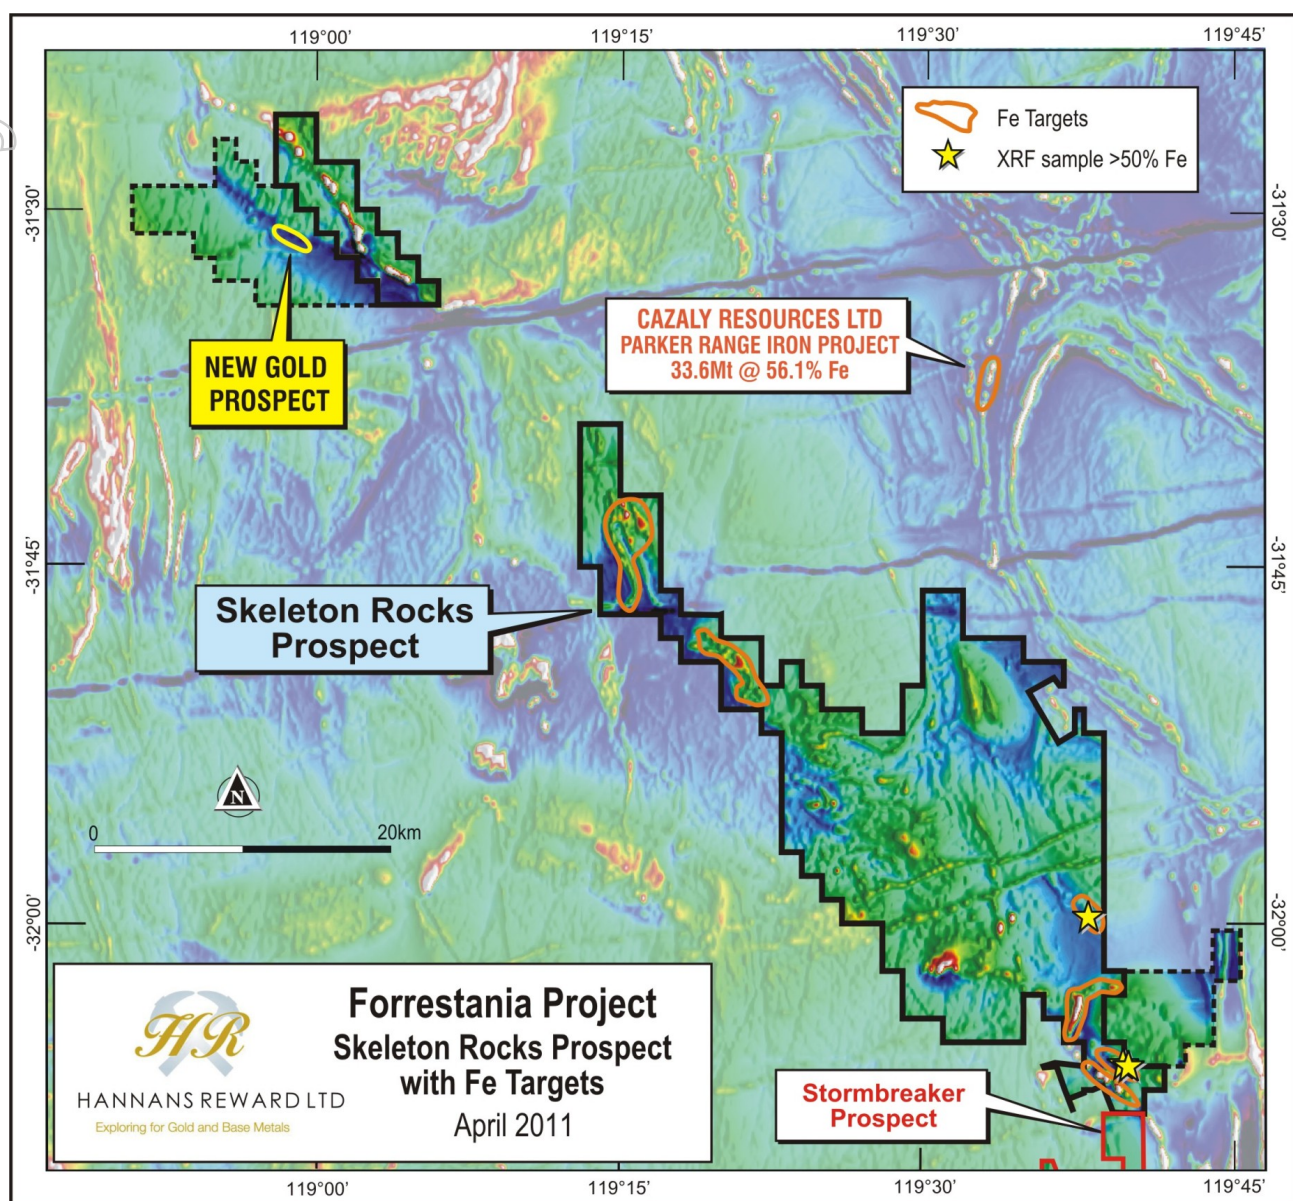 119°00'
119°15'
119°30'
119°45'
Fe Targets
XRF sample >50% Fe
-31°30'
-31°30'
CAZALY RESOURCES LTD
PARKER RANGE IRON PROJECT
33.6Mt @ 56.1% Fe
NEW GOLD
PROSPECT
-31°45'
-31°45'
Skeleton Rocks
Prospect
N
0
20km
-32°00'
-32°00'
HR
HANNANS REWARD LTD
Exploring for Gold and Base Metals
Forrestania Project
Skeleton Rocks Prospect
with Fe Targets
April 2011
Stormbreaker
Prospect
119°00'
119°15'
119°30'
119°45'